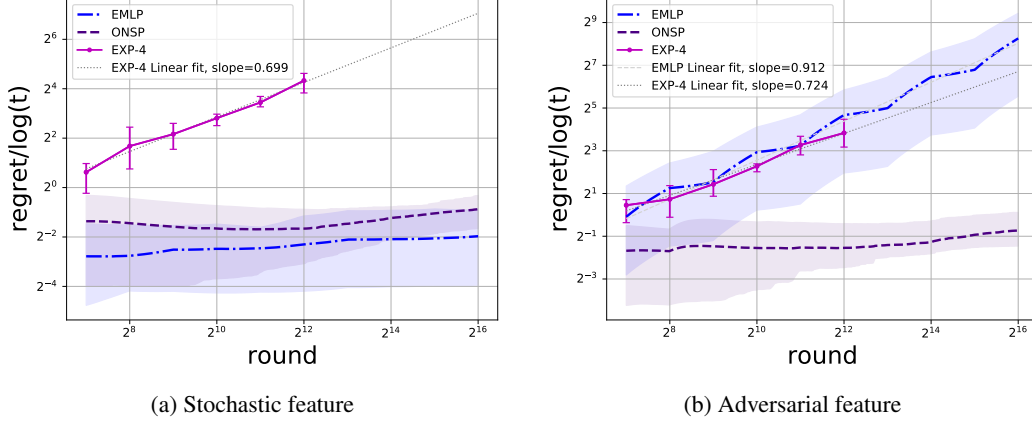 EMLP
ONSP
EXP-4
EXP-4 Linear fit, slope=0.699
regret/log(t)
2^6
2^4
2^2
2^0
2^−2
2^−4
2^8
2^10
2^12
2^14
2^16
round
(a) Stochastic feature
EMLP
ONSP
EXP-4
EMLP Linear fit, slope=0.912
EXP-4 Linear fit, slope=0.724
regret/log(t)
2^9
2^7
2^5
2^3
2^1
2^−1
2^−3
2^8
2^10
2^12
2^14
2^16
round
(b) Adversarial feature